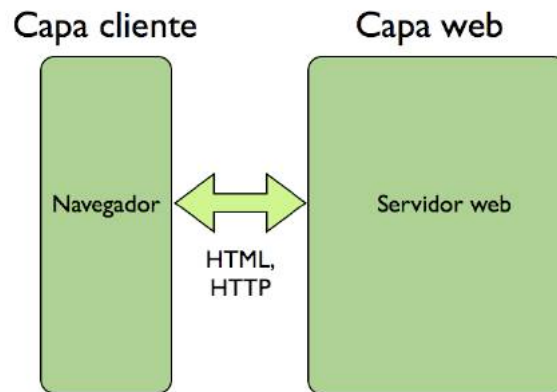 Capa cliente
Capa web
Navegador
Servidor web
HTML,
HTTP